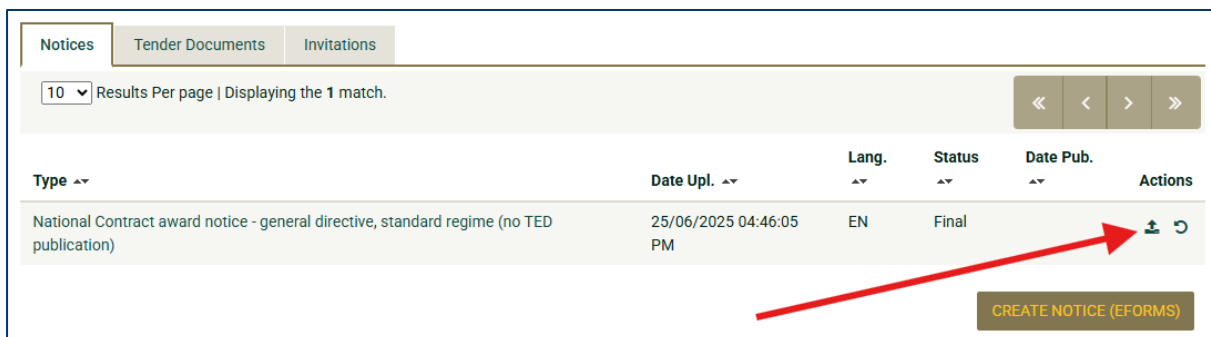 Notices Tender Documents Invitations
10 Results Per page | Displaying the 1 match.
Type Date Upl. Lang. Status Date Pub. Actions
National Contract award notice - general directive, standard regime (no TED
publication) 25/06/2025 04:46:05
PM EN Final
CREATE NOTICE (EFORMS)